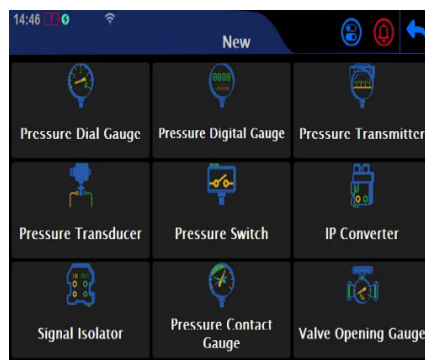 14:46
New
Pressure Dial Gauge
Pressure Digital Gauge
Pressure Transmitter
Pressure Transducer
Pressure Switch
IP Converter
Signal Isolator
Pressure Contact
Gauge
Valve Opening Gauge